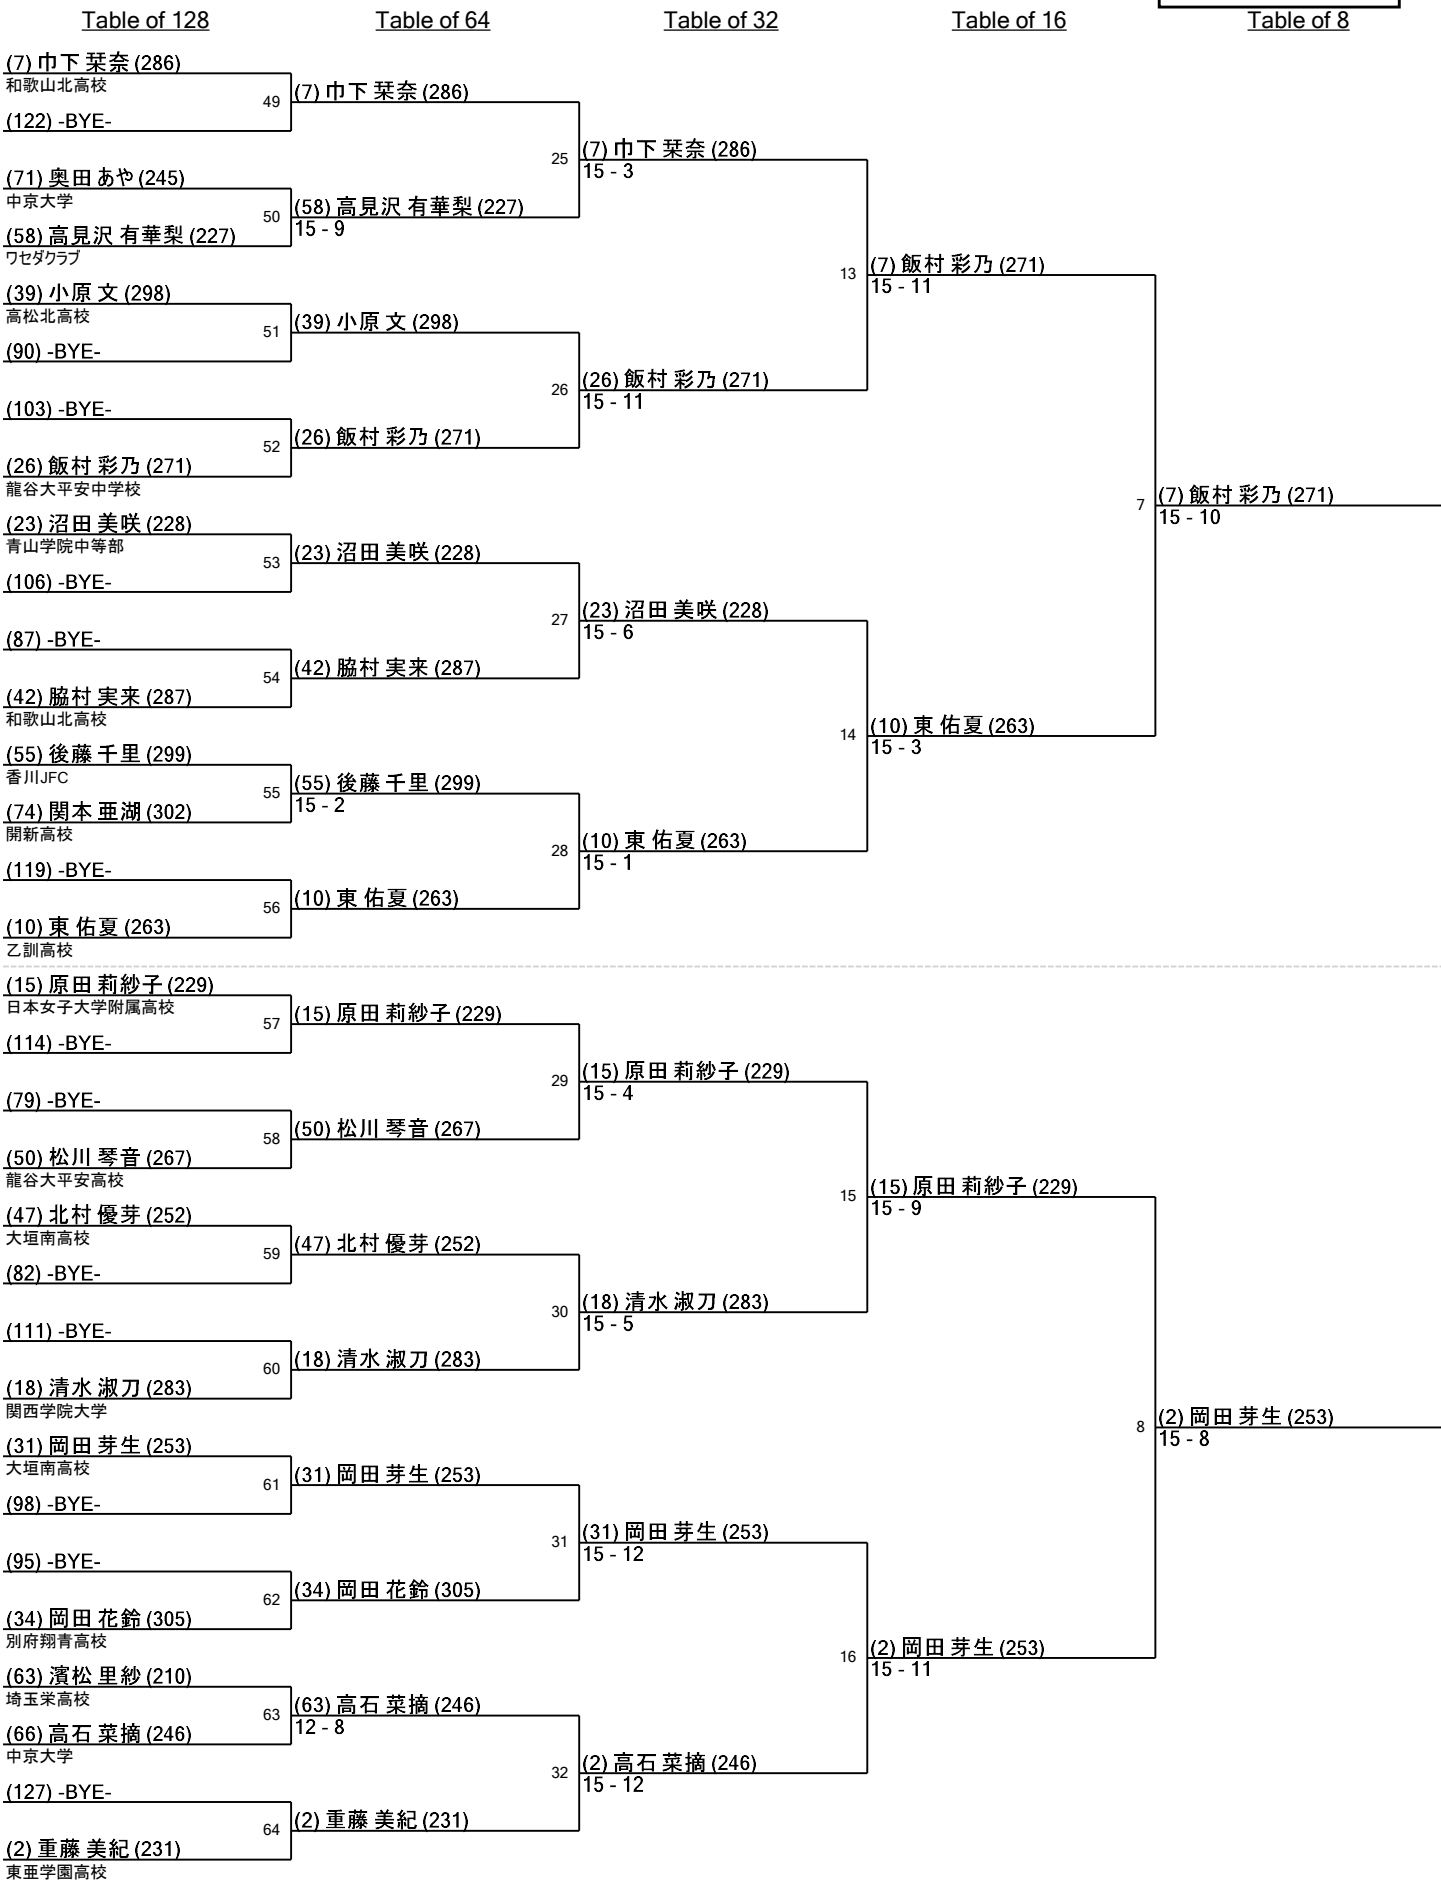 Table of 128
Table of 64
Table of 32
Table of 16
Table of 8
(7) 巾下 栞奈 (286)
和歌山北高校
49
(7) 巾下 栞奈 (286)
(122) -BYE-
25
(7) 巾下 栞奈 (286)
15 - 3
(71) 奥田 あや (245)
中京大学
50
(58) 高見沢 有華梨 (227)
15 - 9
(58) 高見沢 有華梨 (227)
ワセダクラブ
13
(7) 飯村 彩乃 (271)
15 - 11
(39) 小原 文 (298)
高松北高校
51
(39) 小原 文 (298)
(90) -BYE-
26
(26) 飯村 彩乃 (271)
15 - 11
(103) -BYE-
52
(26) 飯村 彩乃 (271)
(26) 飯村 彩乃 (271)
龍谷大平安中学校
7
(7) 飯村 彩乃 (271)
15 - 10
(23) 沼田 美咲 (228)
青山学院中等部
53
(23) 沼田 美咲 (228)
(106) -BYE-
27
(23) 沼田 美咲 (228)
15 - 6
(87) -BYE-
54
(42) 脇村 実来 (287)
(42) 脇村 実来 (287)
和歌山北高校
14
(10) 東 佑夏 (263)
15 - 3
(55) 後藤 千里 (299)
香川JFC
55
(55) 後藤 千里 (299)
15 - 2
(74) 関本 亜湖 (302)
開新高校
28
(10) 東 佑夏 (263)
15 - 1
(119) -BYE-
56
(10) 東 佑夏 (263)
(10) 東 佑夏 (263)
乙訓高校
(15) 原田 莉紗子 (229)
日本女子大学附属高校
57
(15) 原田 莉紗子 (229)
(114) -BYE-
29
(15) 原田 莉紗子 (229)
15 - 4
(79) -BYE-
58
(50) 松川 琴音 (267)
(50) 松川 琴音 (267)
龍谷大平安高校
15
(15) 原田 莉紗子 (229)
15 - 9
(47) 北村 優芽 (252)
大垣南高校
59
(47) 北村 優芽 (252)
(82) -BYE-
30
(18) 清水 淑刀 (283)
15 - 5
(111) -BYE-
60
(18) 清水 淑刀 (283)
(18) 清水 淑刀 (283)
関西学院大学
8
(2) 岡田 芽生 (253)
15 - 8
(31) 岡田 芽生 (253)
大垣南高校
61
(31) 岡田 芽生 (253)
(98) -BYE-
31
(31) 岡田 芽生 (253)
15 - 12
(95) -BYE-
62
(34) 岡田 花鈴 (305)
(34) 岡田 花鈴 (305)
別府翔青高校
16
(2) 岡田 芽生 (253)
15 - 11
(63) 濱松 里紗 (210)
埼玉栄高校
63
(63) 高石 菜摘 (246)
12 - 8
(66) 高石 菜摘 (246)
中京大学
32
(2) 高石 菜摘 (246)
15 - 12
(127) -BYE-
64
(2) 重藤 美紀 (231)
(2) 重藤 美紀 (231)
東亜学園高校